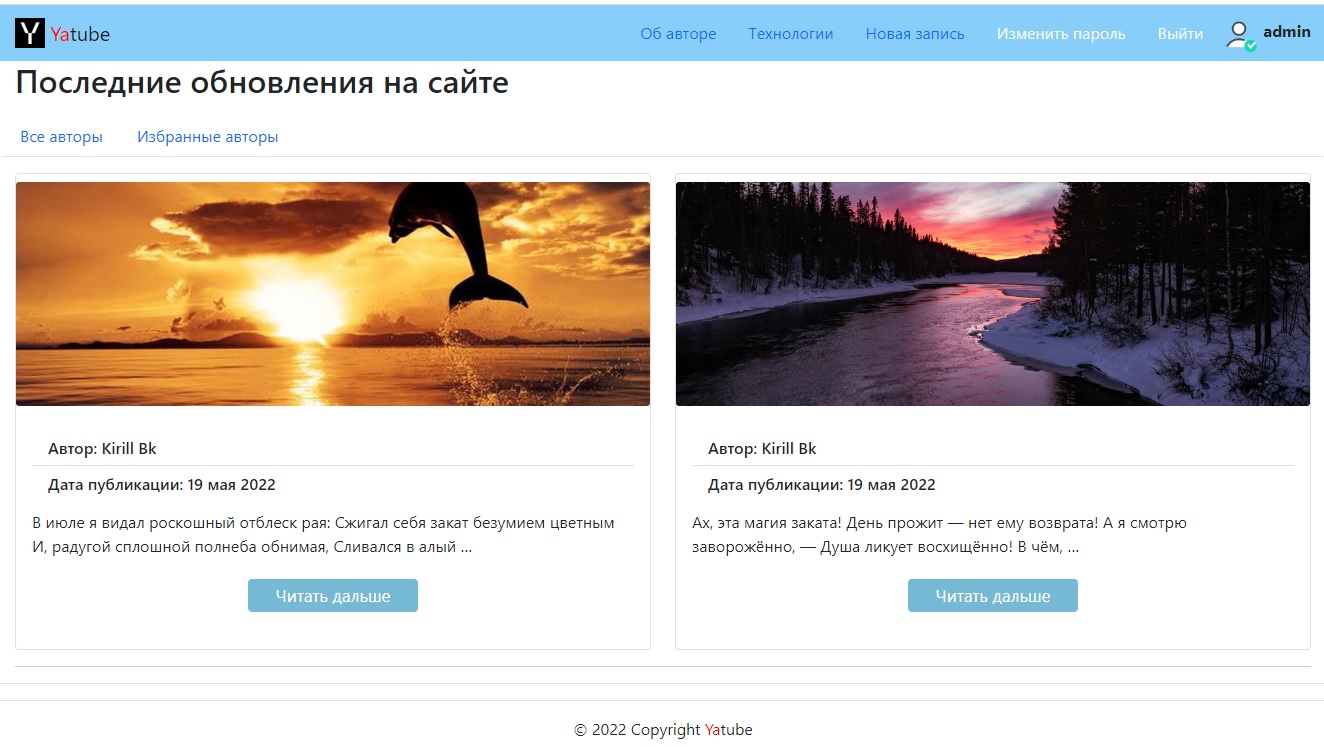 Y Yatube Об авторе Технологии Новая запись Изменить пароль Выйти admin
Последние обновления на сайте
Все авторы Избранные авторы
Автор: Kirill Bk
Дата публикации: 19 мая 2022
В июле я видал роскошный отблеск рая: Сжигал себя закат безумием цветным
И, радугой сплошной полнеба обнимая, Сливался в алый ...
Читать дальше
Автор: Kirill Bk
Дата публикации: 19 мая 2022
Ах, эта магия заката! День прожит — нет ему возврата! А я смотрю
заворожённо, — Душа ликует восхищённо! В чём, ...
Читать дальше
© 2022 Copyright Yatube